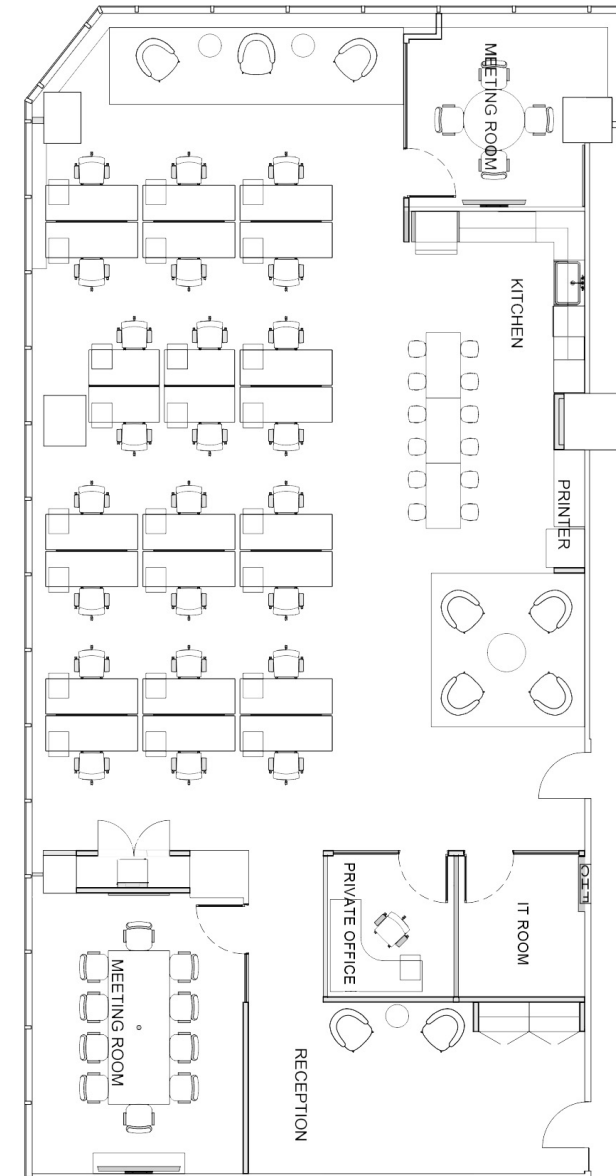 MEETING ROOM
KITCHEN
PRINTER
PRIVATE OFFICE
IT ROOM
MEETING ROOM
RECEPTION